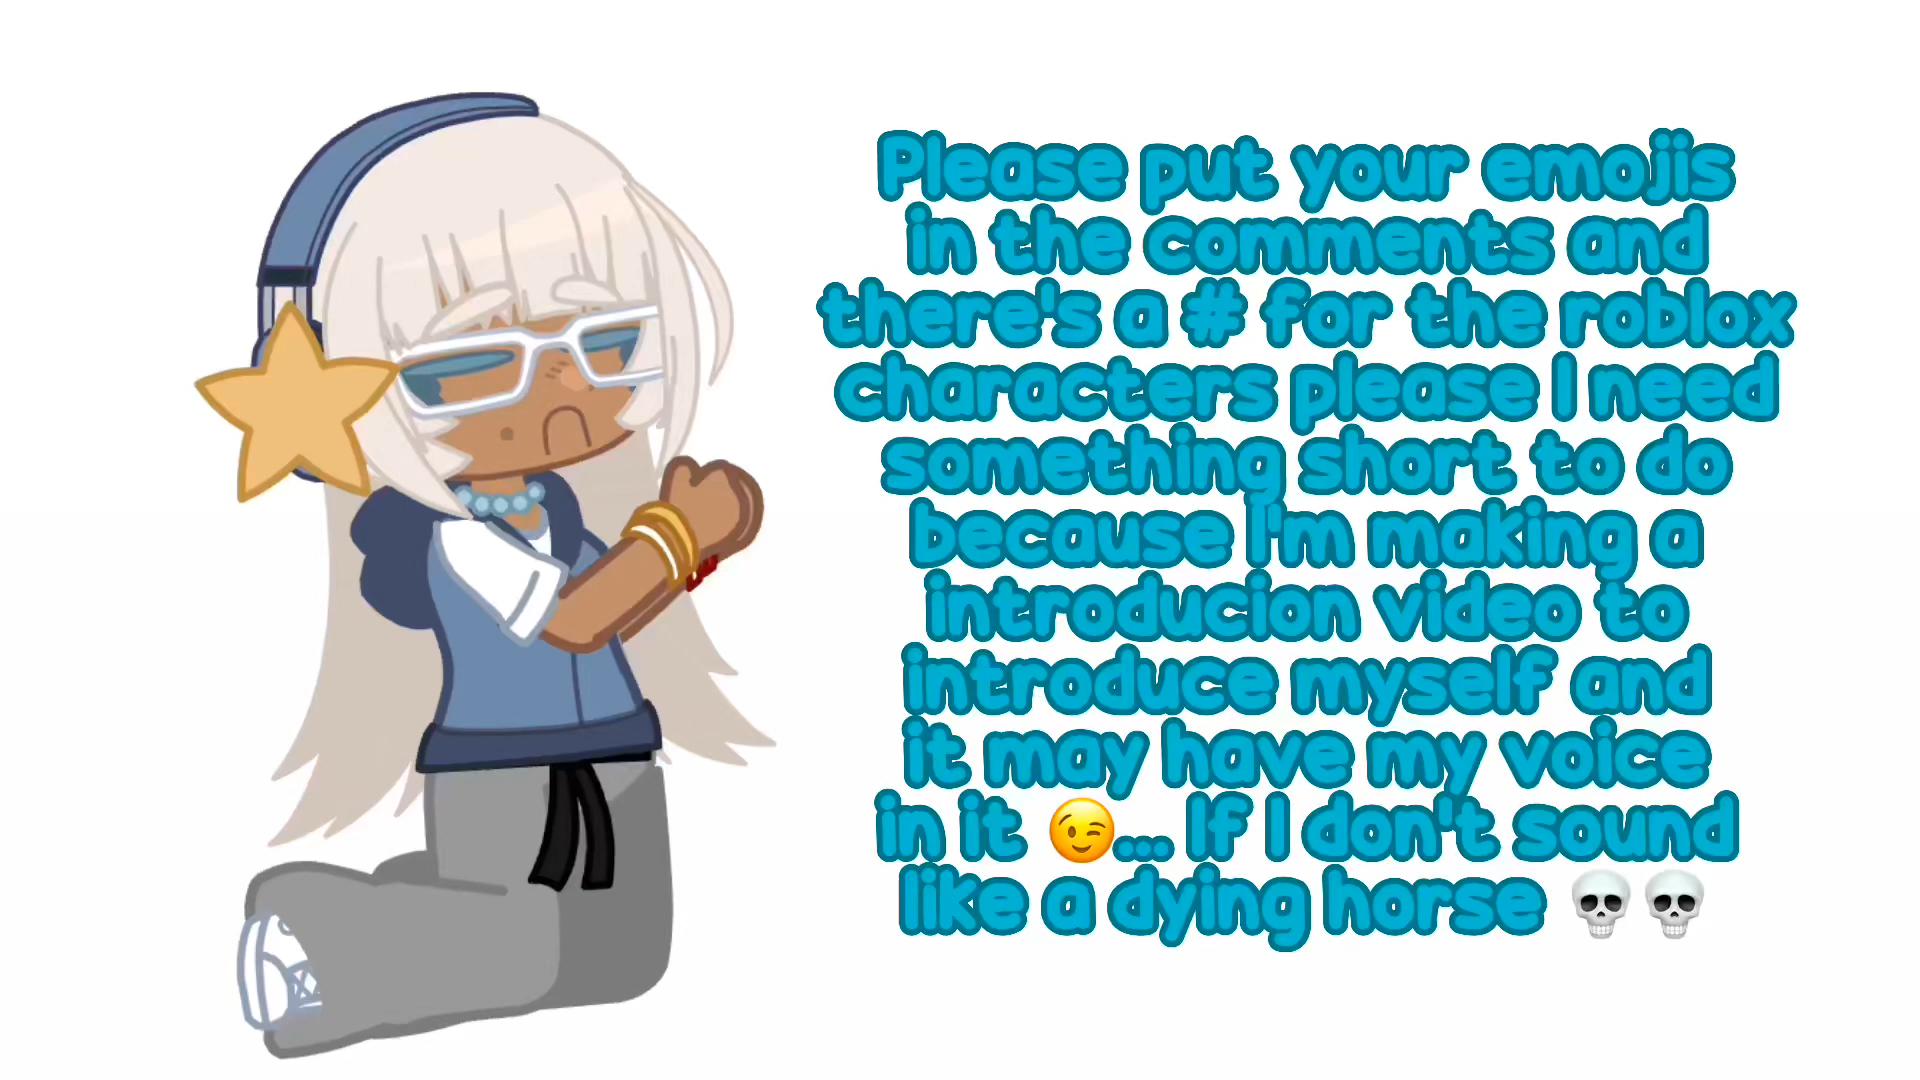 Please put your emojis
in the comments and
there's a # for the roblox
characters please I need
something short to do
because I'm making a
introducion video to
introduce myself and
it may have my voice
in it 😉... If I don't sound
like a dying horse 💀💀